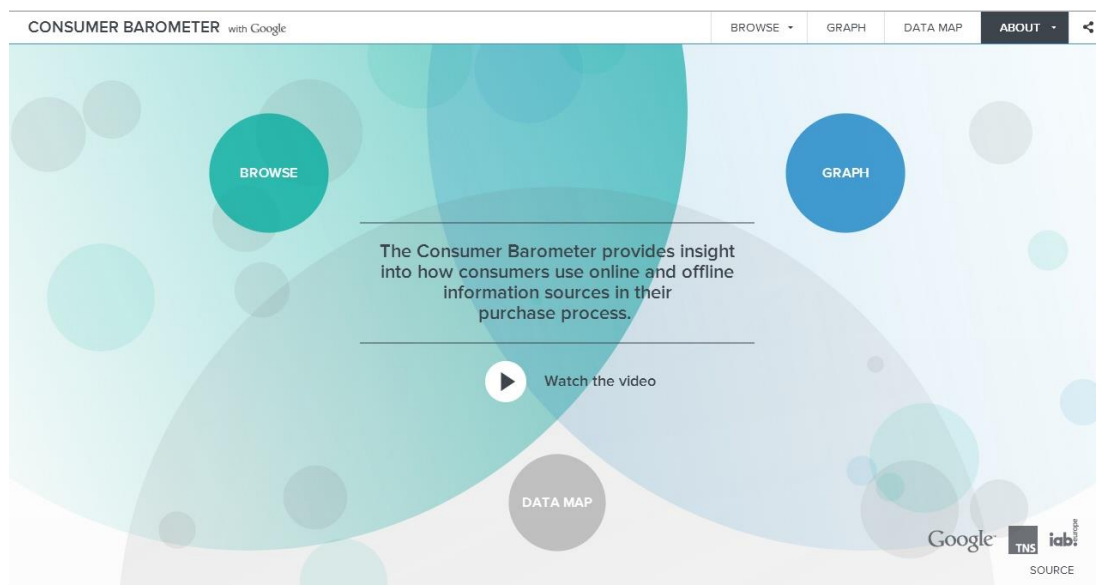 CONSUMER BAROMETER with Google
BROWSE
GRAPH
DATA MAP
ABOUT
BROWSE
GRAPH
The Consumer Barometer provides insight
into how consumers use online and offline
information sources in their
purchase process.
Watch the video
DATA MAP
Google
TNS
iab
europe
SOURCE